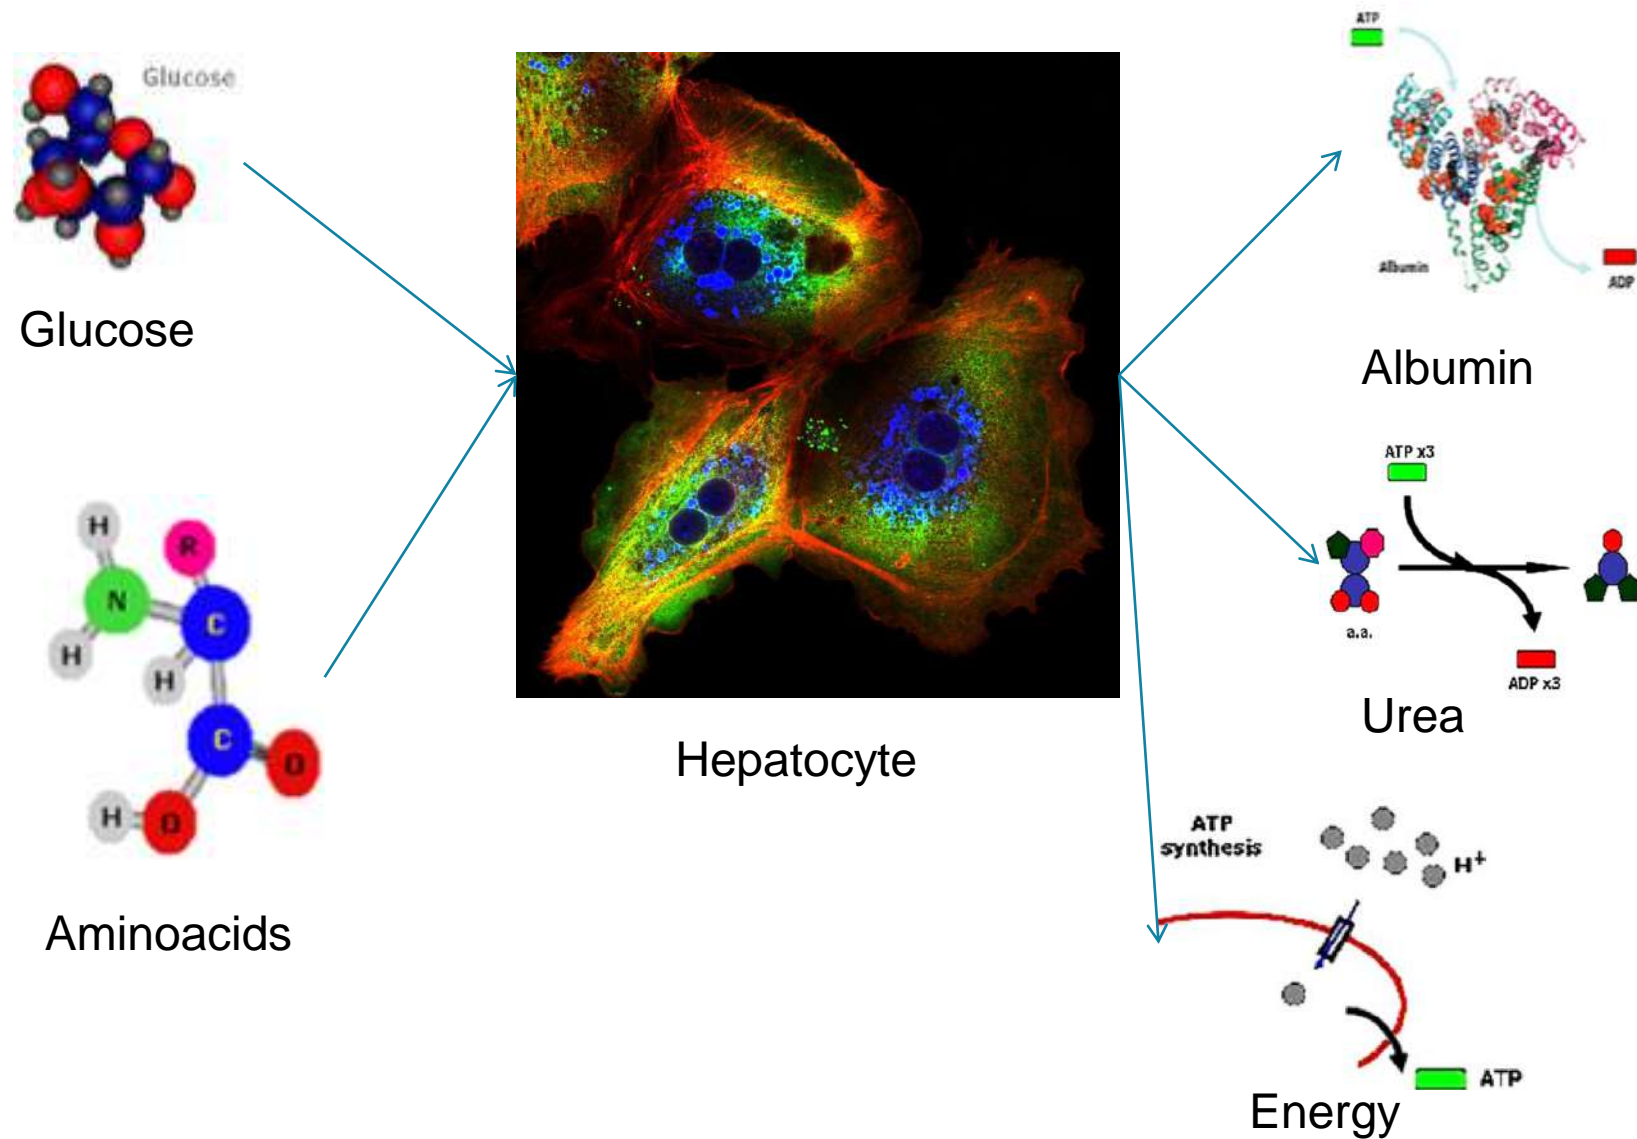 Glucose
Glucose
H
R
N
C
H
H
C
O
H
O
Aminoacids
Hepatocyte
ATP
Albumin
ADP
Albumin
ATP x3
a.a.
ADP x3
Urea
ATP
synthesis
H+
ATP
Energy